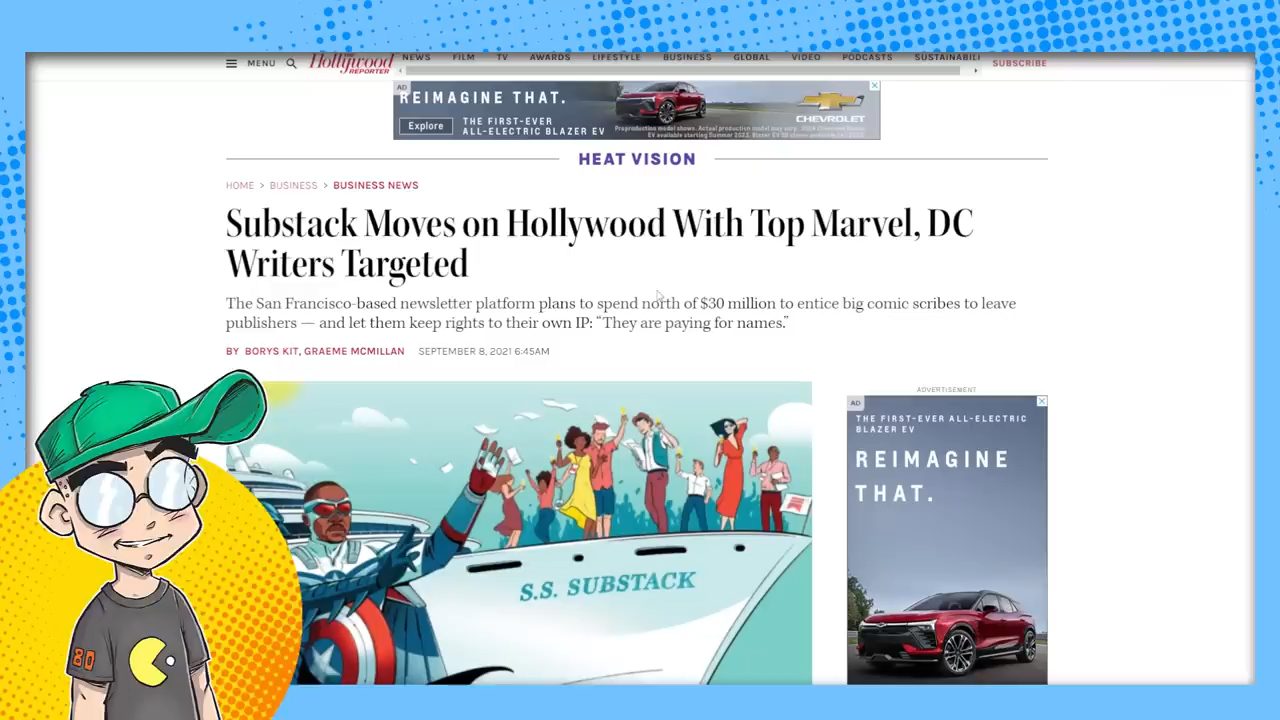 MENU
Hollywood
REPORTER
NEWS FILM TV AWARDS LIFESTYLE BUSINESS GLOBAL VIDEO PODCASTS SUSTAINABILI
SUBSCRIBE
AD
REIMAGINE THAT.
Explore
THE FIRST-EVER
ALL-ELECTRIC BLAZER EV
CHEVROLET
HEAT VISION
HOME > BUSINESS > BUSINESS NEWS
Substack Moves on Hollywood With Top Marvel, DC
Writers Targeted
The San Francisco-based newsletter platform plans to spend north of $30 million to entice big comic scribes to leave
publishers — and let them keep rights to their own IP: “They are paying for names.”
BY BORYS KIT, GRAEME MCMILLAN SEPTEMBER 8, 2021 6:45AM
S.S. SUBSTACK
ADVERTISEMENT
AD
THE FIRST-EVER ALL-ELECTRIC
BLAZER EV
REIMAGINE
THAT.
80